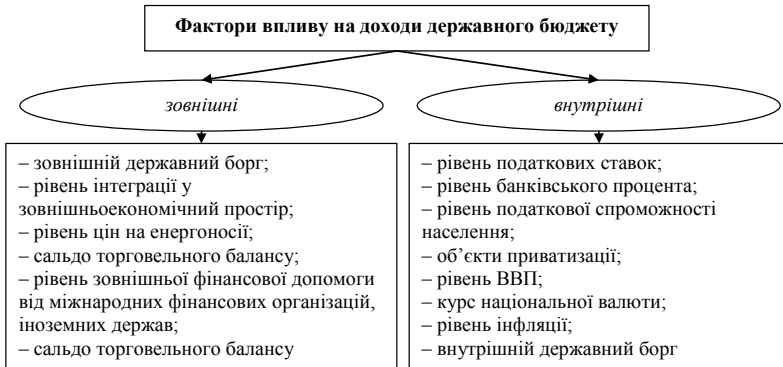 Фактори впливу на доходи державного бюджету
зовнішні
внутрішні
– зовнішній державний борг;
– рівень інтеграції у
зовнішньоекономічний простір;
– рівень цін на енергоносії;
– сальдо торговельного балансу;
– рівень зовнішньої фінансової допомоги
від міжнародних фінансових організацій,
іноземних держав;
– сальдо торговельного балансу
– рівень податкових ставок;
– рівень банківського процента;
– рівень податкової спроможності
населення;
– об’єкти приватизації;
– рівень ВВП;
– курс національної валюти;
– рівень інфляції;
– внутрішній державний борг